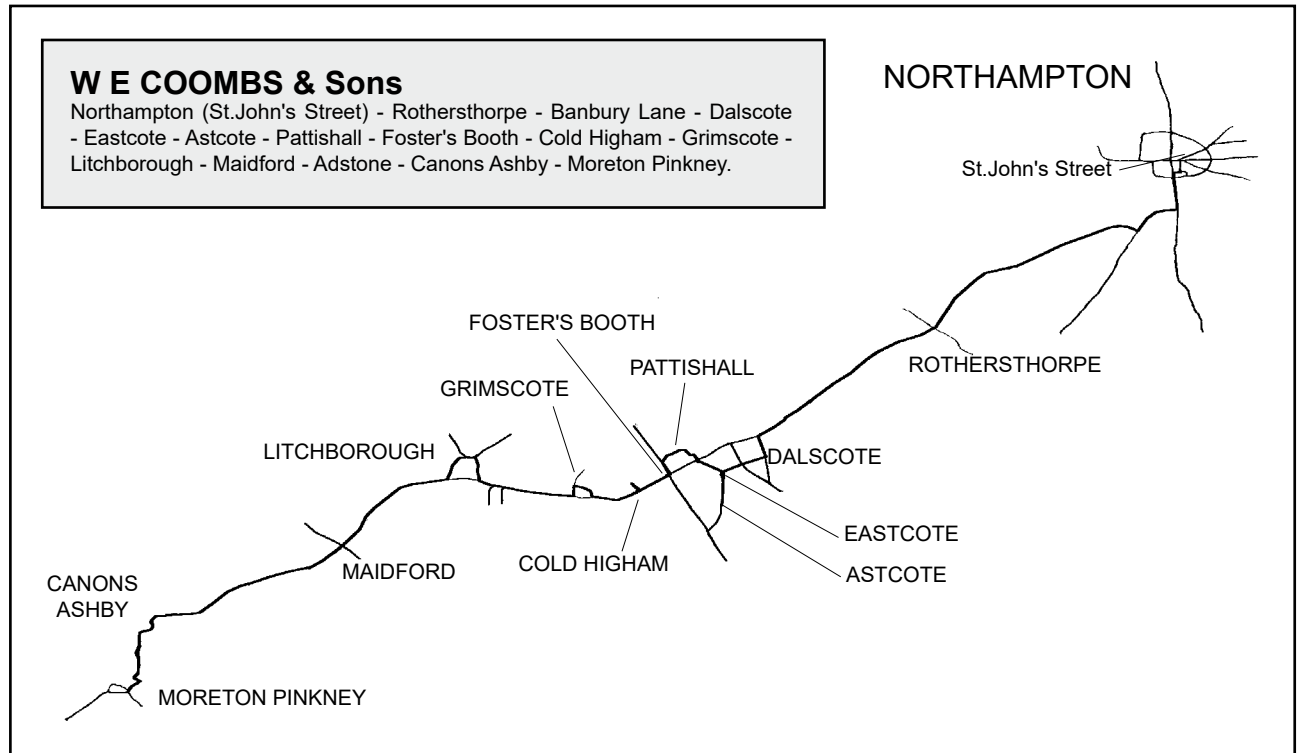 W E COOMBS & Sons
Northampton (St.John's Street) - Rothersthorpe - Banbury Lane - Dalscote
- Eastcote - Astcote - Pattishall - Foster's Booth - Cold Higham - Grimscote -
Litchborough - Maidford - Adstone - Canons Ashby - Moreton Pinkney.
NORTHAMPTON
St.John's Street
FOSTER'S BOOTH
PATTISHALL
ROTHERSTHORPE
GRIMSCOTE
LITCHBOROUGH
DALSCOTE
EASTCOTE
COLD HIGHAM
MAIDFORD
ASTCOTE
CANONS
ASHBY
MORETON PINKNEY